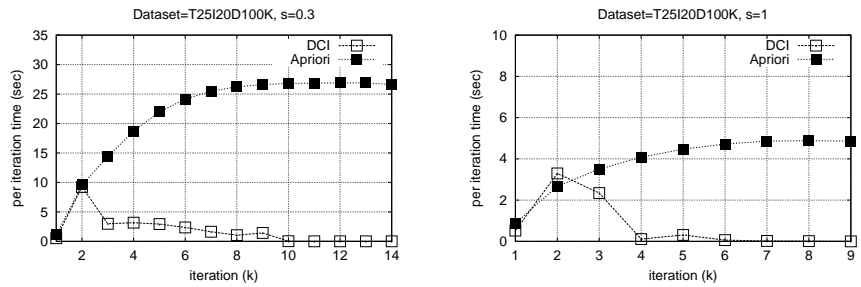 Dataset=T25I20D100K, s=0.3
35
30
25
20
15
10
5
0
2 4 6 8 10 12 14
per iteration time (sec)
iteration (k)
DCI
Apriori
Dataset=T25I20D100K, s=1
10
8
6
4
2
0
1 2 3 4 5 6 7 8 9
per iteration time (sec)
iteration (k)
DCI
Apriori